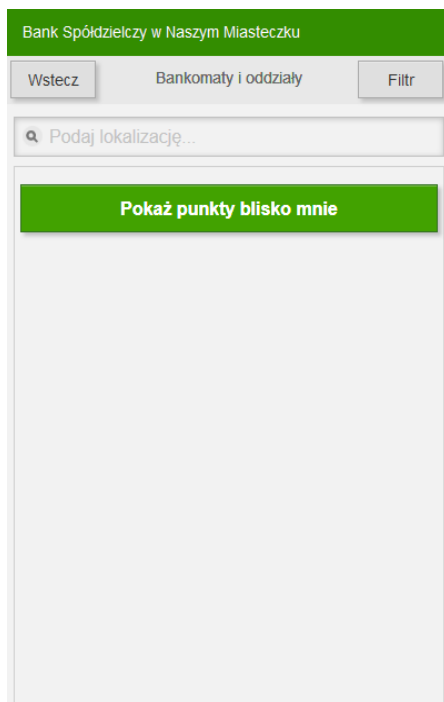 Bank Spółdzielczy w Naszym Miasteczku
Wstecz Bankomaty i oddziały Filtr
Podaj lokalizację...
Pokaż punkty blisko mnie